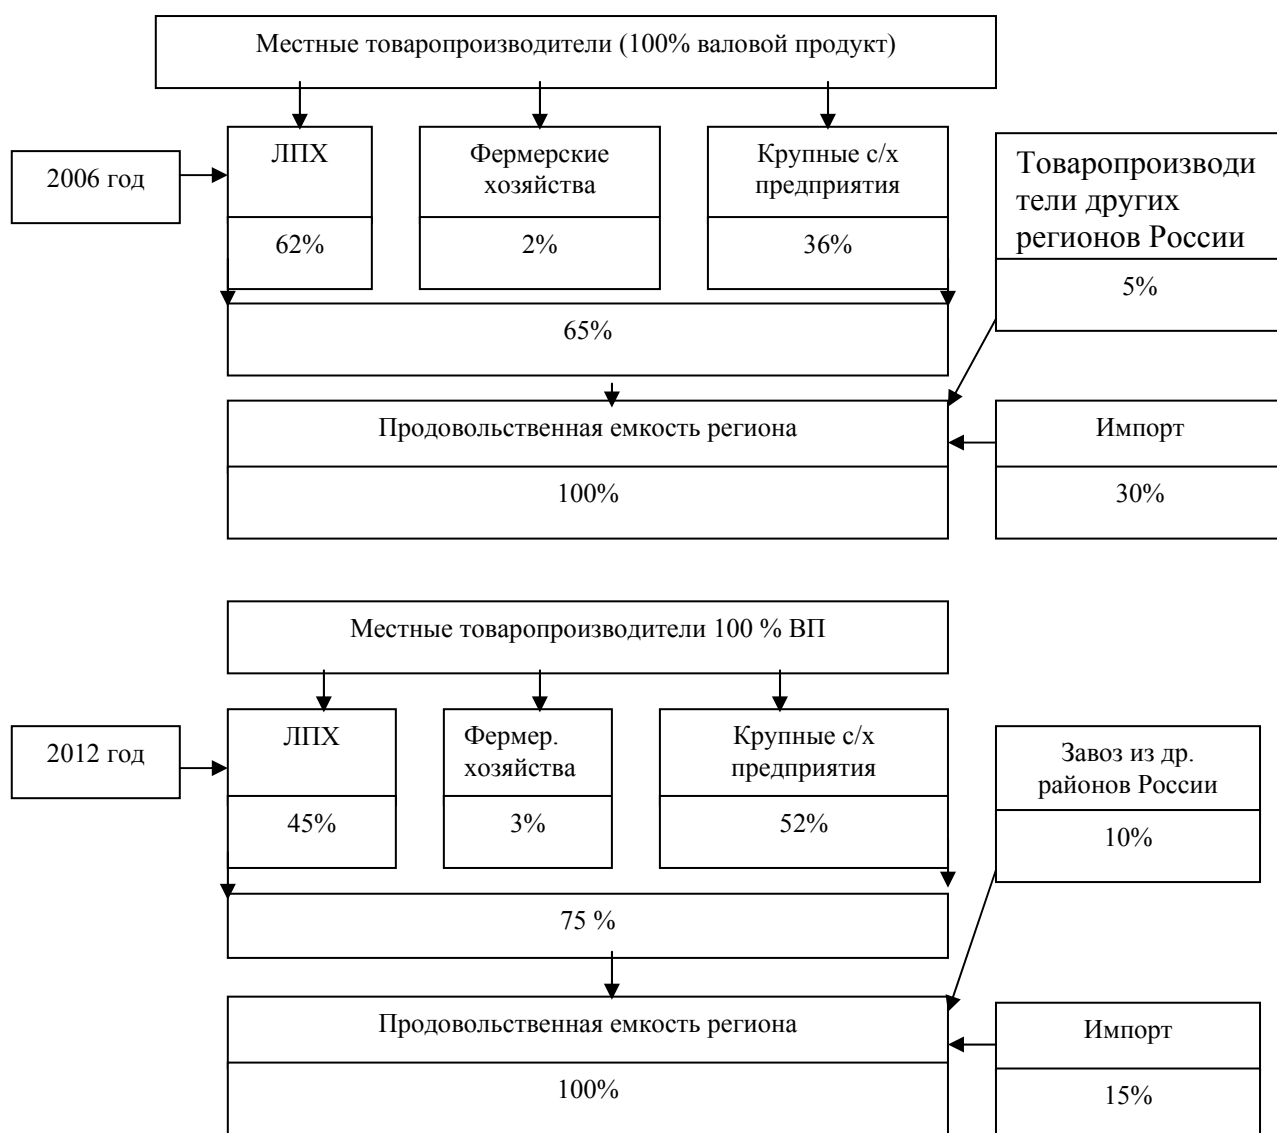 Местные товаропроизводители (100% валовой продукт)
2006 год
ЛПХ
62%
Фермерские
хозяйства
2%
Крупные с/х
предприятия
36%
Товаропроизводи
тели других
регионов России
5%
65%
Продовольственная емкость региона
100%
Импорт
30%
Местные товаропроизводители 100 % ВП
2012 год
ЛПХ
45%
Фермер.
хозяйства
3%
Крупные с/х
предприятия
52%
Завоз из др.
районов России
10%
75 %
Продовольственная емкость региона
100%
Импорт
15%